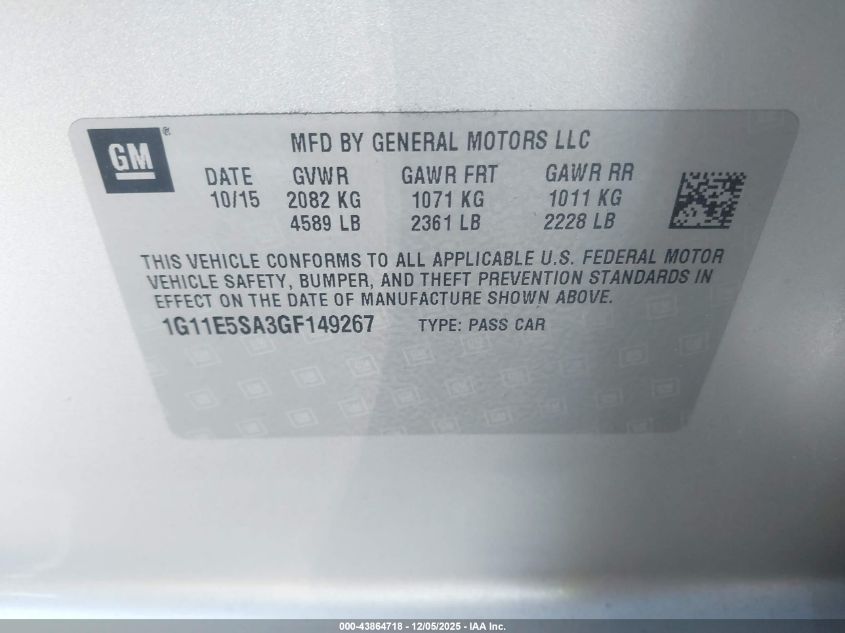 GM®
MFD BY GENERAL MOTORS LLC
DATE GVWR GAWR FRT GAWR RR
10/15 2082 KG 1071 KG 1011 KG
4589 LB 2361 LB 2228 LB
THIS VEHICLE CONFORMS TO ALL APPLICABLE U.S. FEDERAL MOTOR
VEHICLE SAFETY, BUMPER, AND THEFT PREVENTION STANDARDS IN
EFFECT ON THE DATE OF MANUFACTURE SHOWN ABOVE.
1G11E5SA3GF149267 TYPE: PASS CAR
000-43864718 - 12/05/2025 - IAA Inc.